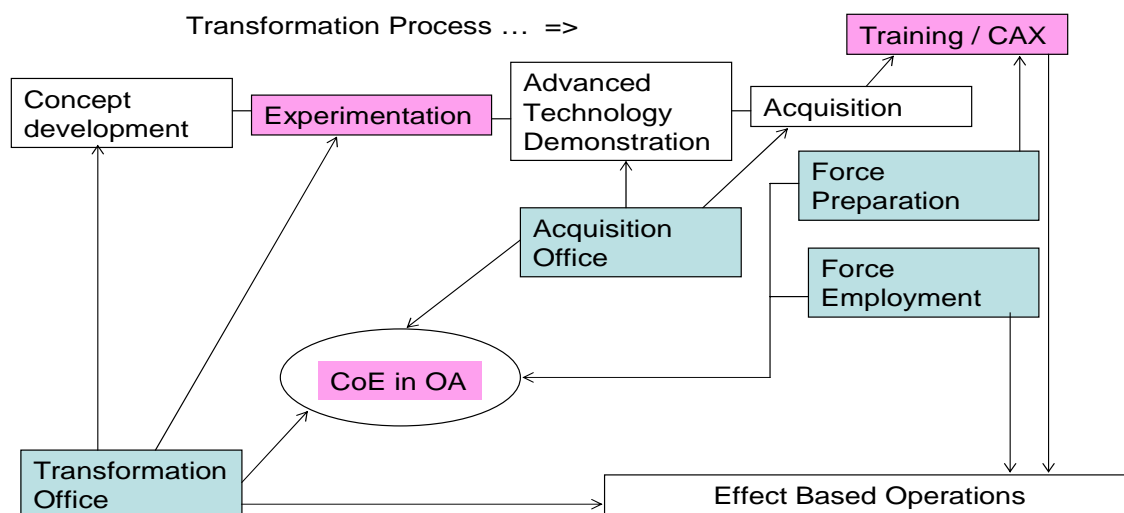 Transformation Process … =>
Training / CAX
Concept
development
Experimentation
Advanced
Technology
Demonstration
Acquisition
Force
Preparation
Acquisition
Office
Force
Employment
CoE in OA
Transformation
Office
Effect Based Operations